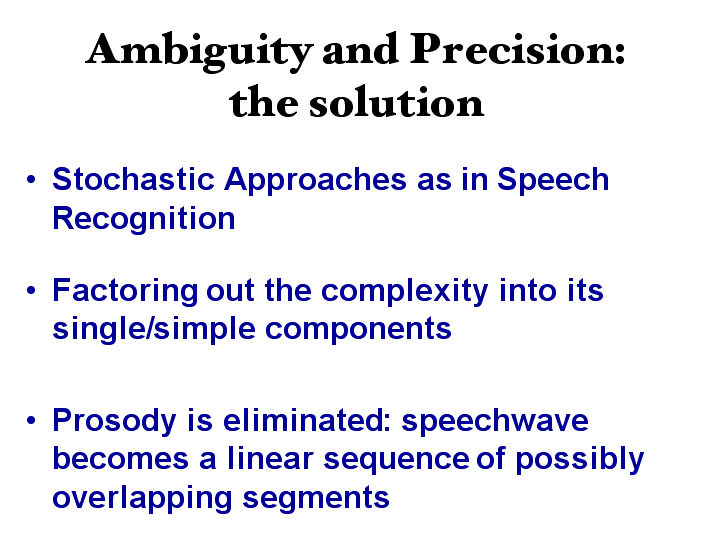 Ambiguity and Precision:
the solution
• Stochastic Approaches as in Speech
Recognition
• Factoring out the complexity into its
single/simple components
• Prosody is eliminated: speechwave
becomes a linear sequence of possibly
overlapping segments